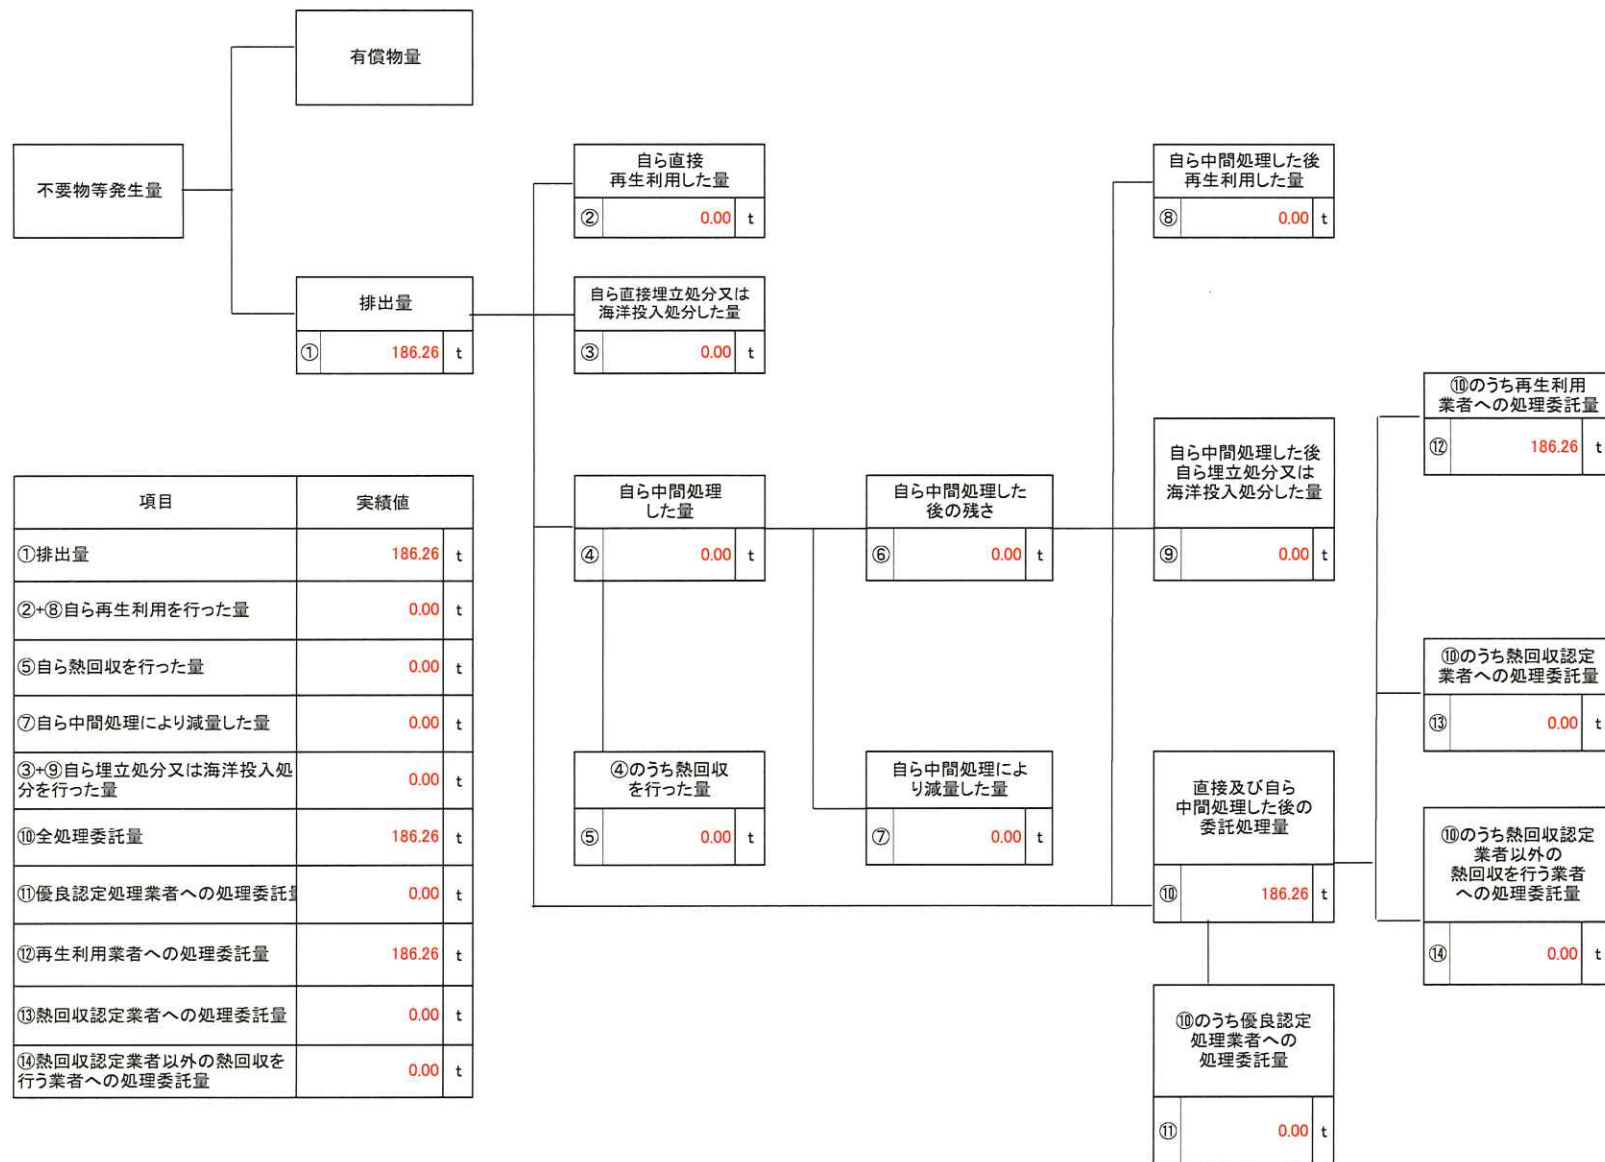 有償物量
不要物等発生量
排出量
① 186.26 t
自ら直接
再生利用した量
② 0.00 t
自ら直接埋立処分又は
海洋投入処分した量
③ 0.00 t
自ら中間処理
した量
④ 0.00 t
④のうち熱回収
を行った量
⑤ 0.00 t
自ら中間処理した
後の残さ
⑥ 0.00 t
自ら中間処理によ
り減量した量
⑦ 0.00 t
自ら中間処理した後
再生利用した量
⑧ 0.00 t
自ら中間処理した後
自ら埋立処分又は
海洋投入処分した量
⑨ 0.00 t
直接及び自ら
中間処理した後の
委託処理量
⑩ 186.26 t
⑩のうち優良認定
処理業者への
処理委託量
⑪ 0.00 t
⑩のうち再生利用
業者への処理委託量
⑫ 186.26 t
⑩のうち熱回収認定
業者への処理委託量
⑬ 0.00 t
⑩のうち熱回収認定
業者以外の
熱回収を行う業者
への処理委託量
⑭ 0.00 t
項目 実績値
①排出量 186.26 t
②+⑧自ら再生利用を行った量 0.00 t
⑤自ら熱回収を行った量 0.00 t
⑦自ら中間処理により減量した量 0.00 t
③+⑨自ら埋立処分又は海洋投入処
分を行った量 0.00 t
⑩全処理委託量 186.26 t
⑪優良認定処理業者への処理委託量 0.00 t
⑫再生利用業者への処理委託量 186.26 t
⑬熱回収認定業者への処理委託量 0.00 t
⑭熱回収認定業者以外の熱回収を
行う業者への処理委託量 0.00 t